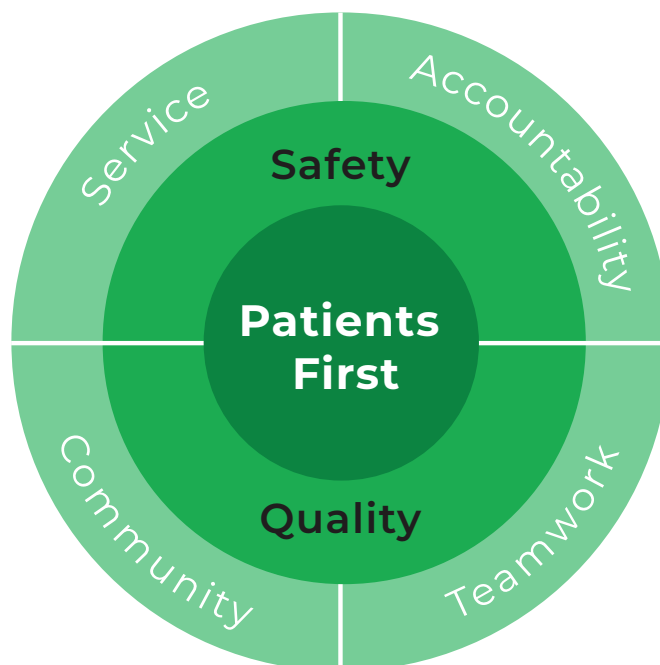 Service
Accountability
Safety
Patients
First
Quality
Community
Teamwork